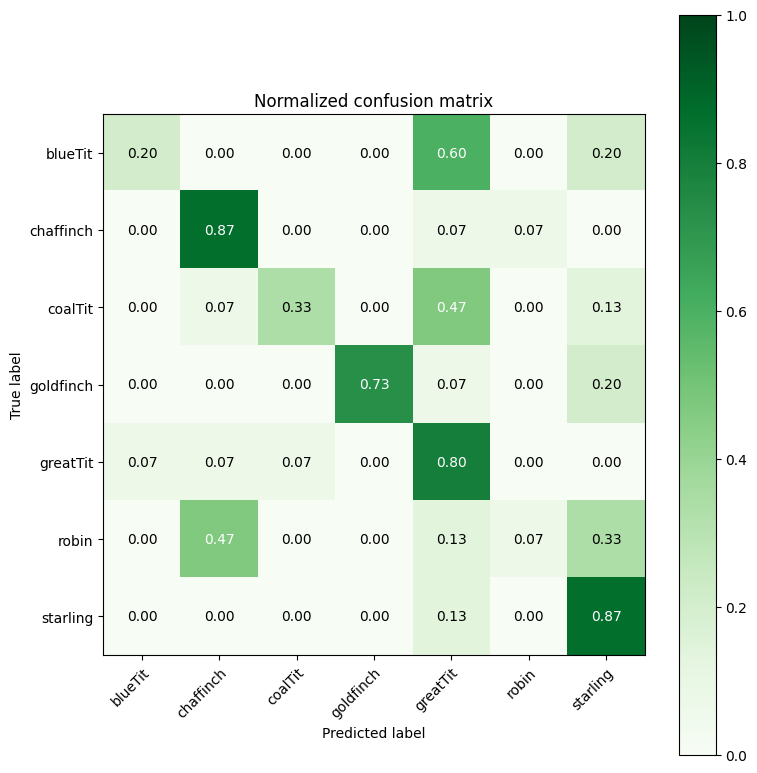 Normalized confusion matrix
1.0
0.8
0.6
0.4
0.2
0.0
True label
blueTit 0.20 0.00 0.00 0.00 0.60 0.00 0.20
chaffinch 0.00 0.87 0.00 0.00 0.07 0.07 0.00
coalTit 0.00 0.07 0.33 0.00 0.47 0.00 0.13
goldfinch 0.00 0.00 0.00 0.73 0.07 0.00 0.20
greatTit 0.07 0.07 0.07 0.00 0.80 0.00 0.00
robin 0.00 0.47 0.00 0.00 0.13 0.07 0.33
starling 0.00 0.00 0.00 0.00 0.13 0.00 0.87
blueTit chaffinch coalTit goldfinch greatTit robin starling
Predicted label